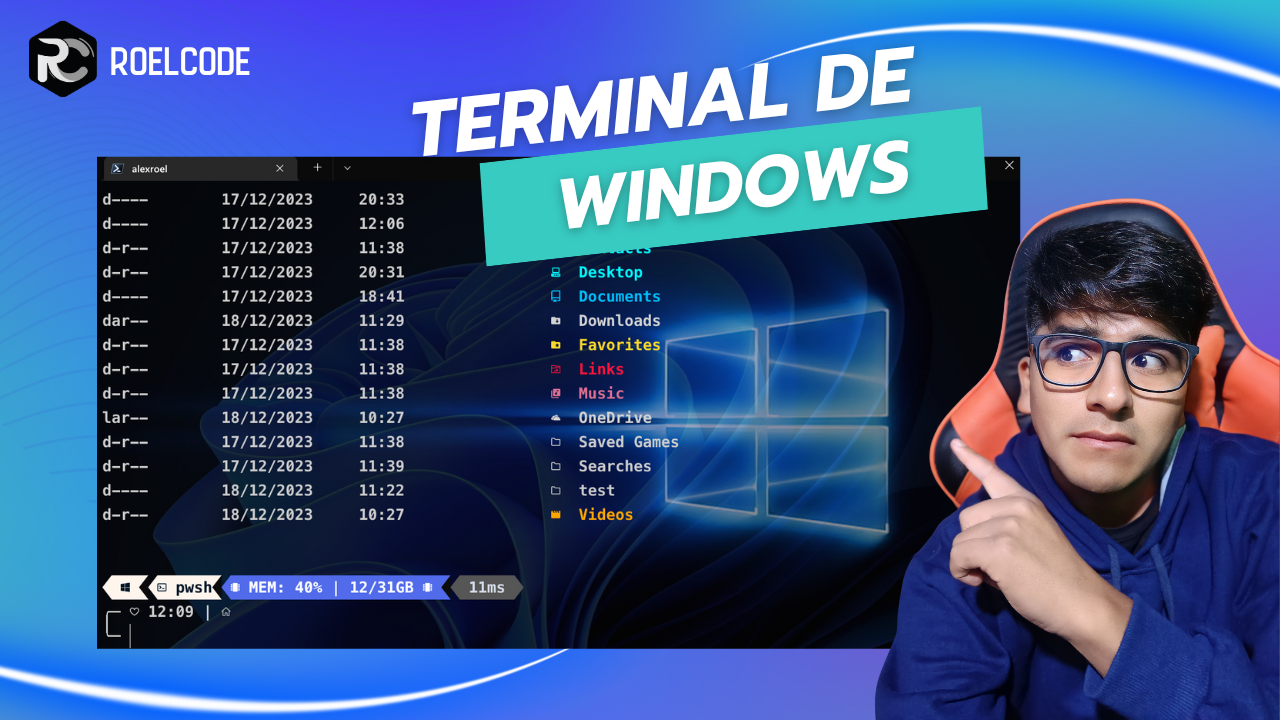 ROELCODE
TERMINAL DE
WINDOWS
alexroel
d---- 17/12/2023 20:33
d---- 17/12/2023 12:06
d-r-- 17/12/2023 11:38
d-r-- 17/12/2023 20:31 Desktop
d---- 17/12/2023 18:41 Documents
dar-- 18/12/2023 11:29 Downloads
d-r-- 17/12/2023 11:38 Favorites
d-r-- 17/12/2023 11:38 Links
d-r-- 17/12/2023 11:38 Music
lar-- 18/12/2023 10:27 OneDrive
d-r-- 17/12/2023 11:38 Saved Games
d-r-- 17/12/2023 11:39 Searches
d---- 18/12/2023 11:22 test
d-r-- 18/12/2023 10:27 Videos
pwsh MEM: 40% | 12/31GB 11ms
12:09 |